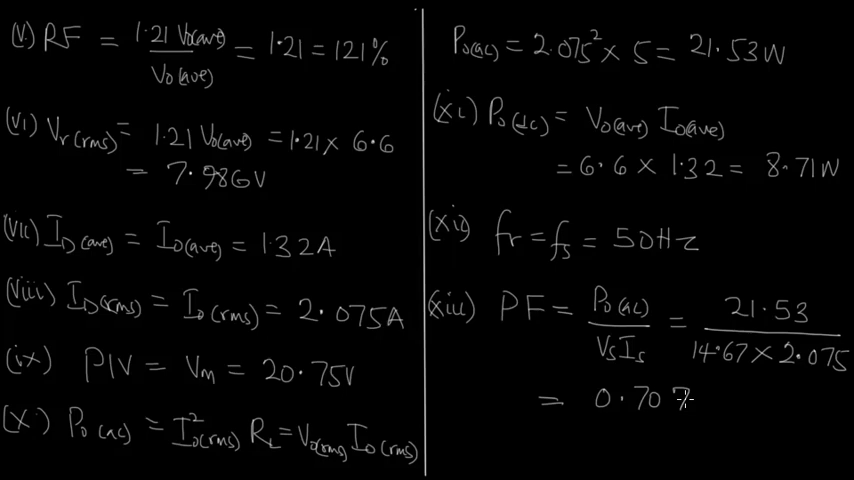 (v) RF = 1.21 Vo(ave) / Vo(ave) = 1.21 = 121%
(vi) Vr(rms) = 1.21 Vo(ave) = 1.21 x 6.6
= 7.986V
(vii) ID(ave) = Io(ave) = 1.32A
(viii) ID(rms) = Io(rms) = 2.075A
(ix) PIV = Vm = 20.75V
(x) Po(ac) = I²o(rms) RL = Vo(rms) Io(rms)
Po(ac) = 2.075² x 5 = 21.53W
(xi) Po(dc) = Vo(ave) Io(ave)
= 6.6 x 1.32 = 8.71W
(xii) fr = fs = 50Hz
(xiii) PF = Po(ac) / VsIs = 21.53 / 14.67 x 2.075
= 0.707